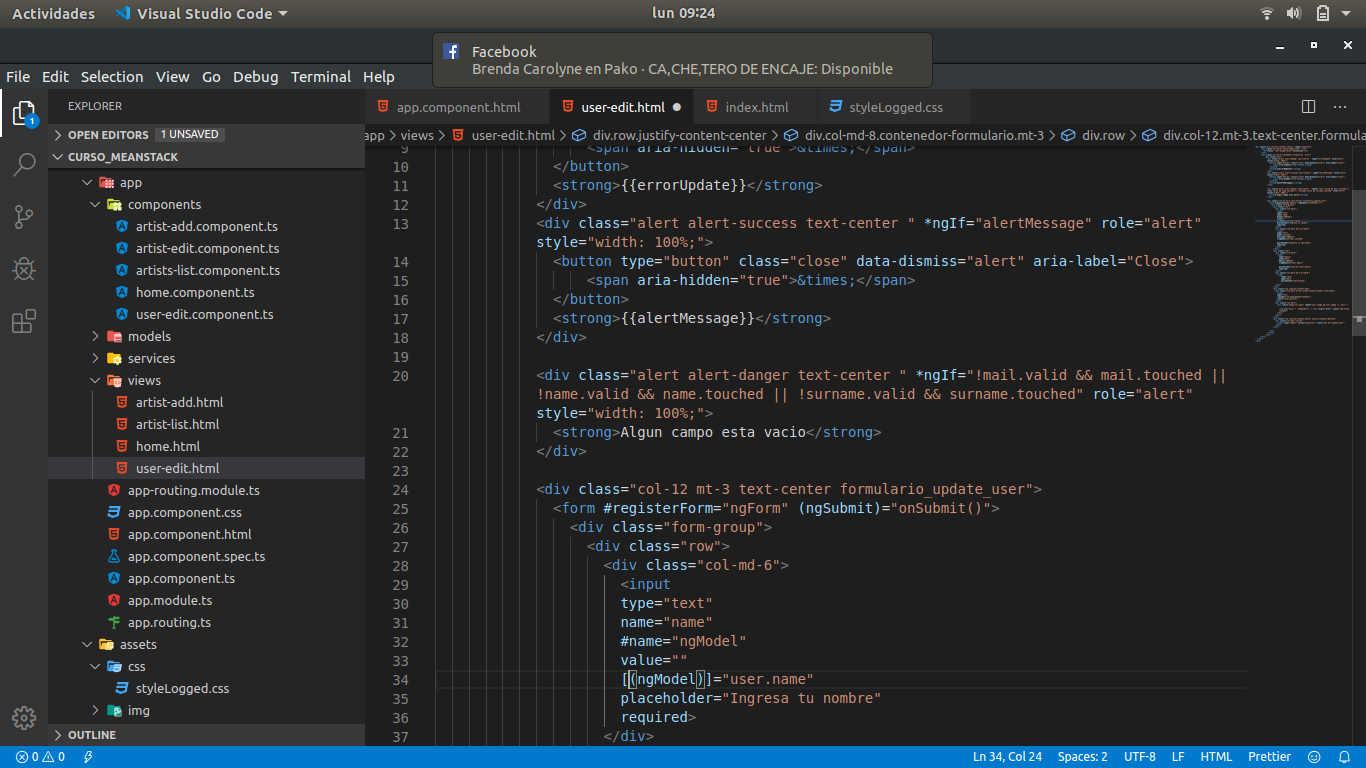 Actividades
Visual Studio Code
lun 09:24
Facebook
Brenda Carolyne en Pako · CA,CHE,TERO DE ENCAJE: Disponible
File Edit Selection View Go Debug Terminal Help
EXPLORER
OPEN EDITORS 1 UNSAVED
CURSO_MEANSTACK
app
components
artist-add.component.ts
artist-edit.component.ts
artists-list.component.ts
home.component.ts
user-edit.component.ts
models
services
views
artist-add.html
artist-list.html
home.html
user-edit.html
app-routing.module.ts
app.component.css
app.component.html
app.component.spec.ts
app.component.ts
app.module.ts
app.routing.ts
assets
css
styleLogged.css
img
OUTLINE
1
app.component.html user-edit.html index.html styleLogged.css
app > views > user-edit.html > div.row.justify-content-center > div.col-md-8.contenedor-formulario.mt-3 > div.row > div.col-12.mt-3.text-center.formula
9 <span aria-hidden="true">&times;</span>
10 </button>
11 <strong>{{errorUpdate}}</strong>
12 </div>
13 <div class="alert alert-success text-center " *ngIf="alertMessage" role="alert"
style="width: 100%;">
14 <button type="button" class="close" data-dismiss="alert" aria-label="Close">
15 <span aria-hidden="true">&times;</span>
16 </button>
17 <strong>{{alertMessage}}</strong>
18 </div>
19
20 <div class="alert alert-danger text-center " *ngIf="!mail.valid && mail.touched ||
!name.valid && name.touched || !surname.valid && surname.touched" role="alert"
style="width: 100%;">
21 <strong>Algun campo esta vacio</strong>
22 </div>
23
24 <div class="col-12 mt-3 text-center formulario_update_user">
25 <form #registerForm="ngForm" (ngSubmit)="onSubmit()">
26 <div class="form-group">
27 <div class="row">
28 <div class="col-md-6">
29 <input
30 type="text"
31 name="name"
32 #name="ngModel"
33 value=""
34 [(ngModel)]="user.name"
35 placeholder="Ingresa tu nombre"
36 required>
37 </div>
0 0
Ln 34, Col 24 Spaces: 2 UTF-8 LF HTML Prettier